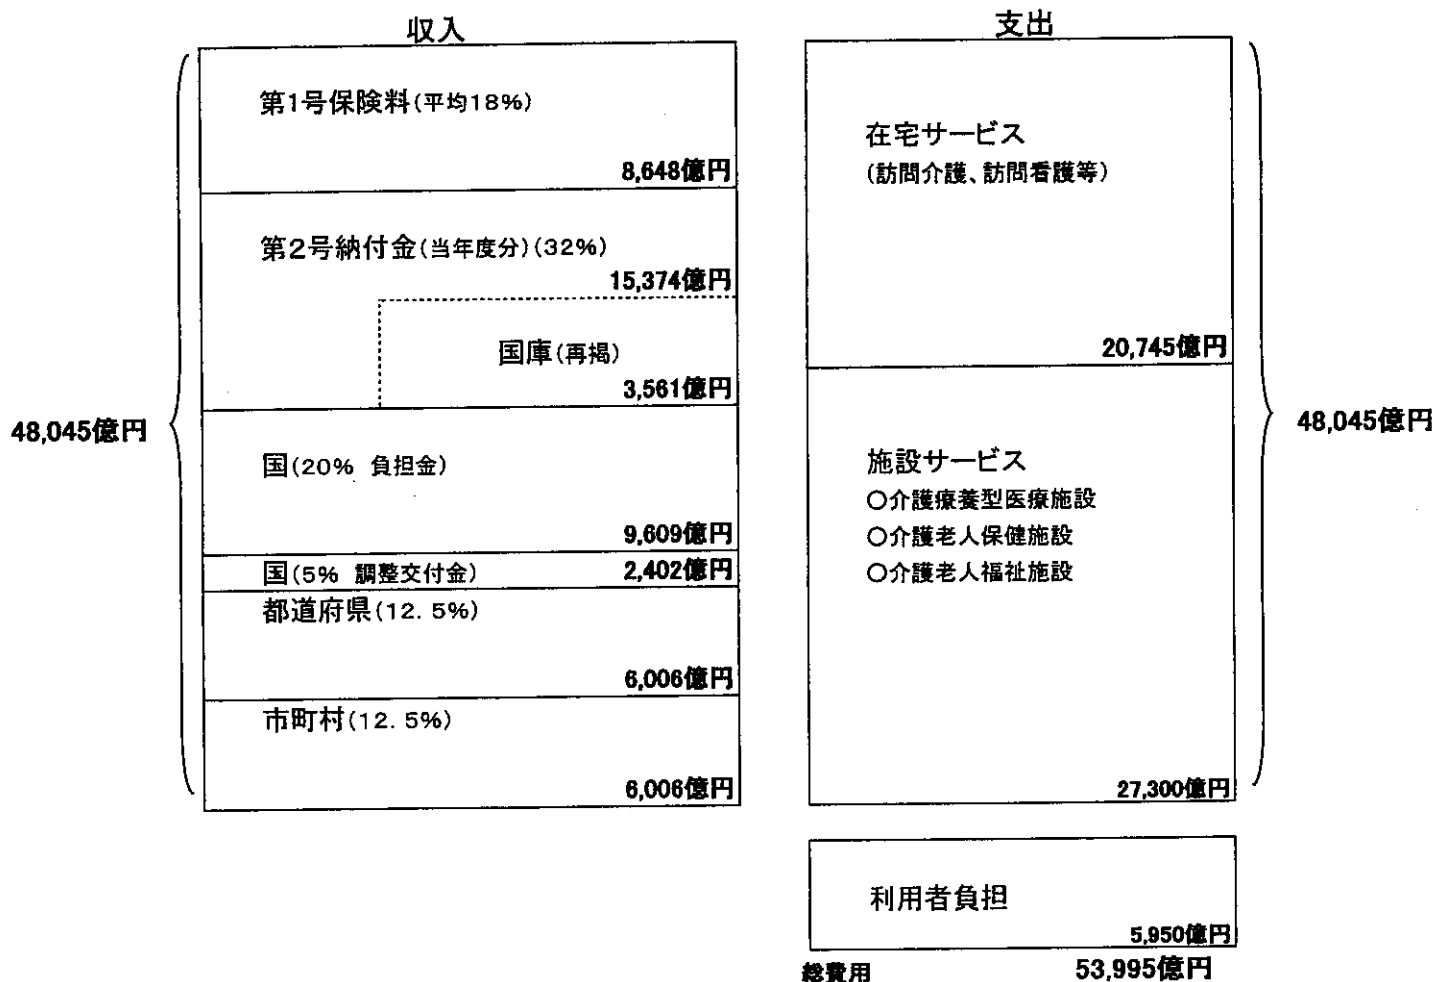 収入
第1号保険料(平均18%)
8,648億円
第2号納付金(当年度分)(32%)
15,374億円
国庫(再掲)
3,561億円
48,045億円
国(20% 負担金)
9,609億円
国(5% 調整交付金) 2,402億円
都道府県(12.5%)
6,006億円
市町村(12.5%)
6,006億円
支出
在宅サービス
(訪問介護、訪問看護等)
20,745億円
48,045億円
施設サービス
○介護療養型医療施設
○介護老人保健施設
○介護老人福祉施設
27,300億円
利用者負担
5,950億円
総費用 53,995億円